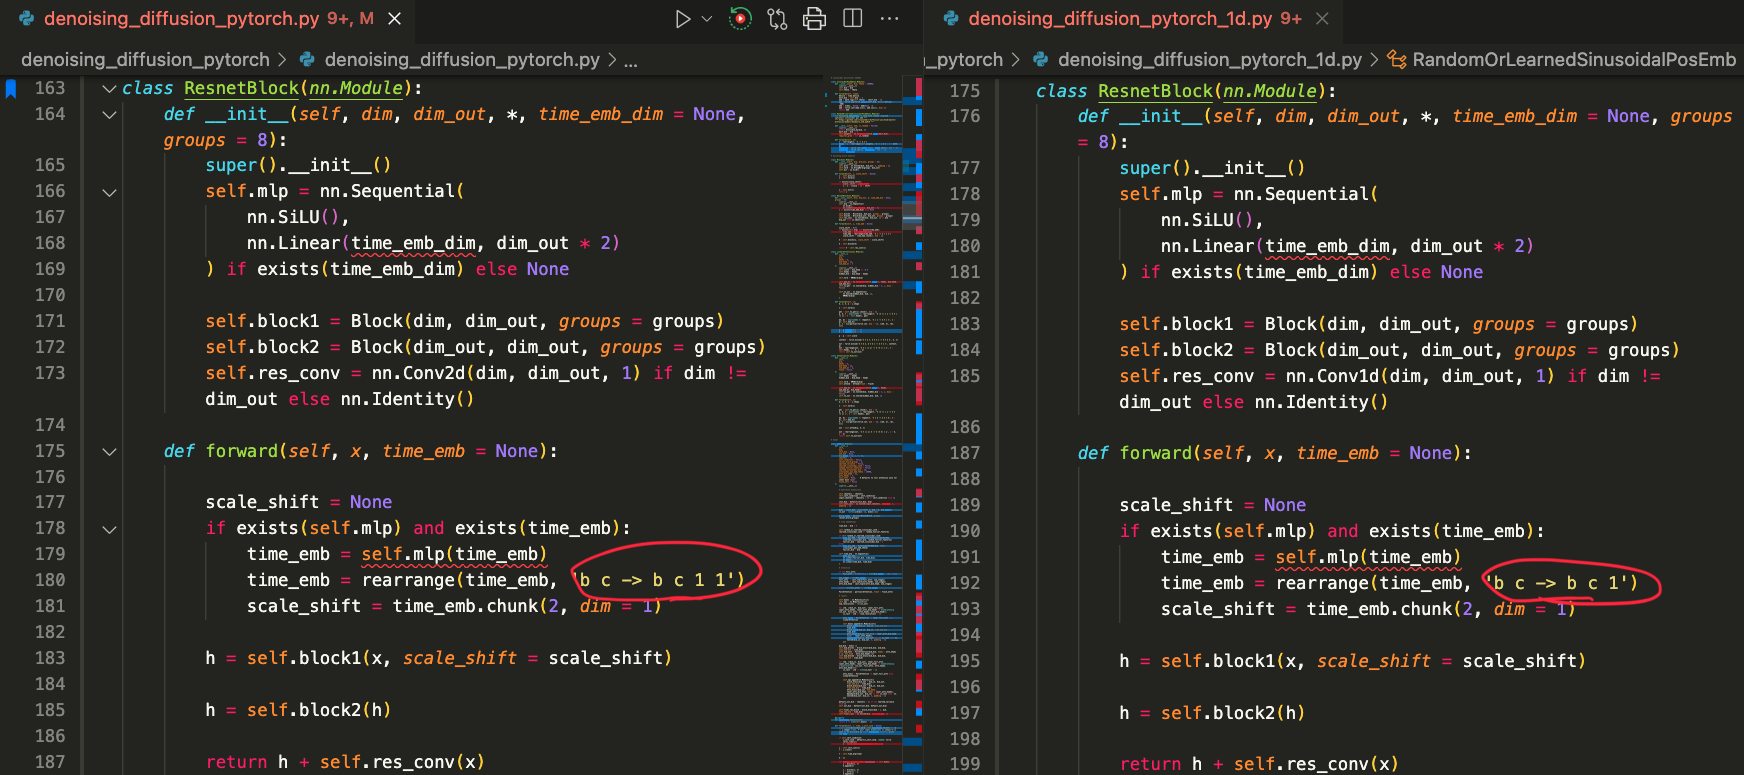 denoising_diffusion_pytorch.py 9+, M
denoising_diffusion_pytorch > denoising_diffusion_pytorch.py > ...
163 class ResnetBlock(nn.Module):
164 def __init__(self, dim, dim_out, *, time_emb_dim = None,
groups = 8):
165 super().__init__()
166 self.mlp = nn.Sequential(
167 nn.SiLU(),
168 nn.Linear(time_emb_dim, dim_out * 2)
169 ) if exists(time_emb_dim) else None
170
171 self.block1 = Block(dim, dim_out, groups = groups)
172 self.block2 = Block(dim_out, dim_out, groups = groups)
173 self.res_conv = nn.Conv2d(dim, dim_out, 1) if dim !=
dim_out else nn.Identity()
174
175 def forward(self, x, time_emb = None):
176
177 scale_shift = None
178 if exists(self.mlp) and exists(time_emb):
179 time_emb = self.mlp(time_emb)
180 time_emb = rearrange(time_emb, 'b c -> b c 1 1')
181 scale_shift = time_emb.chunk(2, dim = 1)
182
183 h = self.block1(x, scale_shift = scale_shift)
184
185 h = self.block2(h)
186
187 return h + self.res_conv(x)
denoising_diffusion_pytorch_1d.py 9+
_pytorch > denoising_diffusion_pytorch_1d.py > RandomOrLearnedSinusoidalPosEmb
175 class ResnetBlock(nn.Module):
176 def __init__(self, dim, dim_out, *, time_emb_dim = None, groups
= 8):
177 super().__init__()
178 self.mlp = nn.Sequential(
179 nn.SiLU(),
180 nn.Linear(time_emb_dim, dim_out * 2)
181 ) if exists(time_emb_dim) else None
182
183 self.block1 = Block(dim, dim_out, groups = groups)
184 self.block2 = Block(dim_out, dim_out, groups = groups)
185 self.res_conv = nn.Conv1d(dim, dim_out, 1) if dim !=
dim_out else nn.Identity()
186
187 def forward(self, x, time_emb = None):
188
189 scale_shift = None
190 if exists(self.mlp) and exists(time_emb):
191 time_emb = self.mlp(time_emb)
192 time_emb = rearrange(time_emb, 'b c -> b c 1')
193 scale_shift = time_emb.chunk(2, dim = 1)
194
195 h = self.block1(x, scale_shift = scale_shift)
196
197 h = self.block2(h)
198
199 return h + self.res_conv(x)